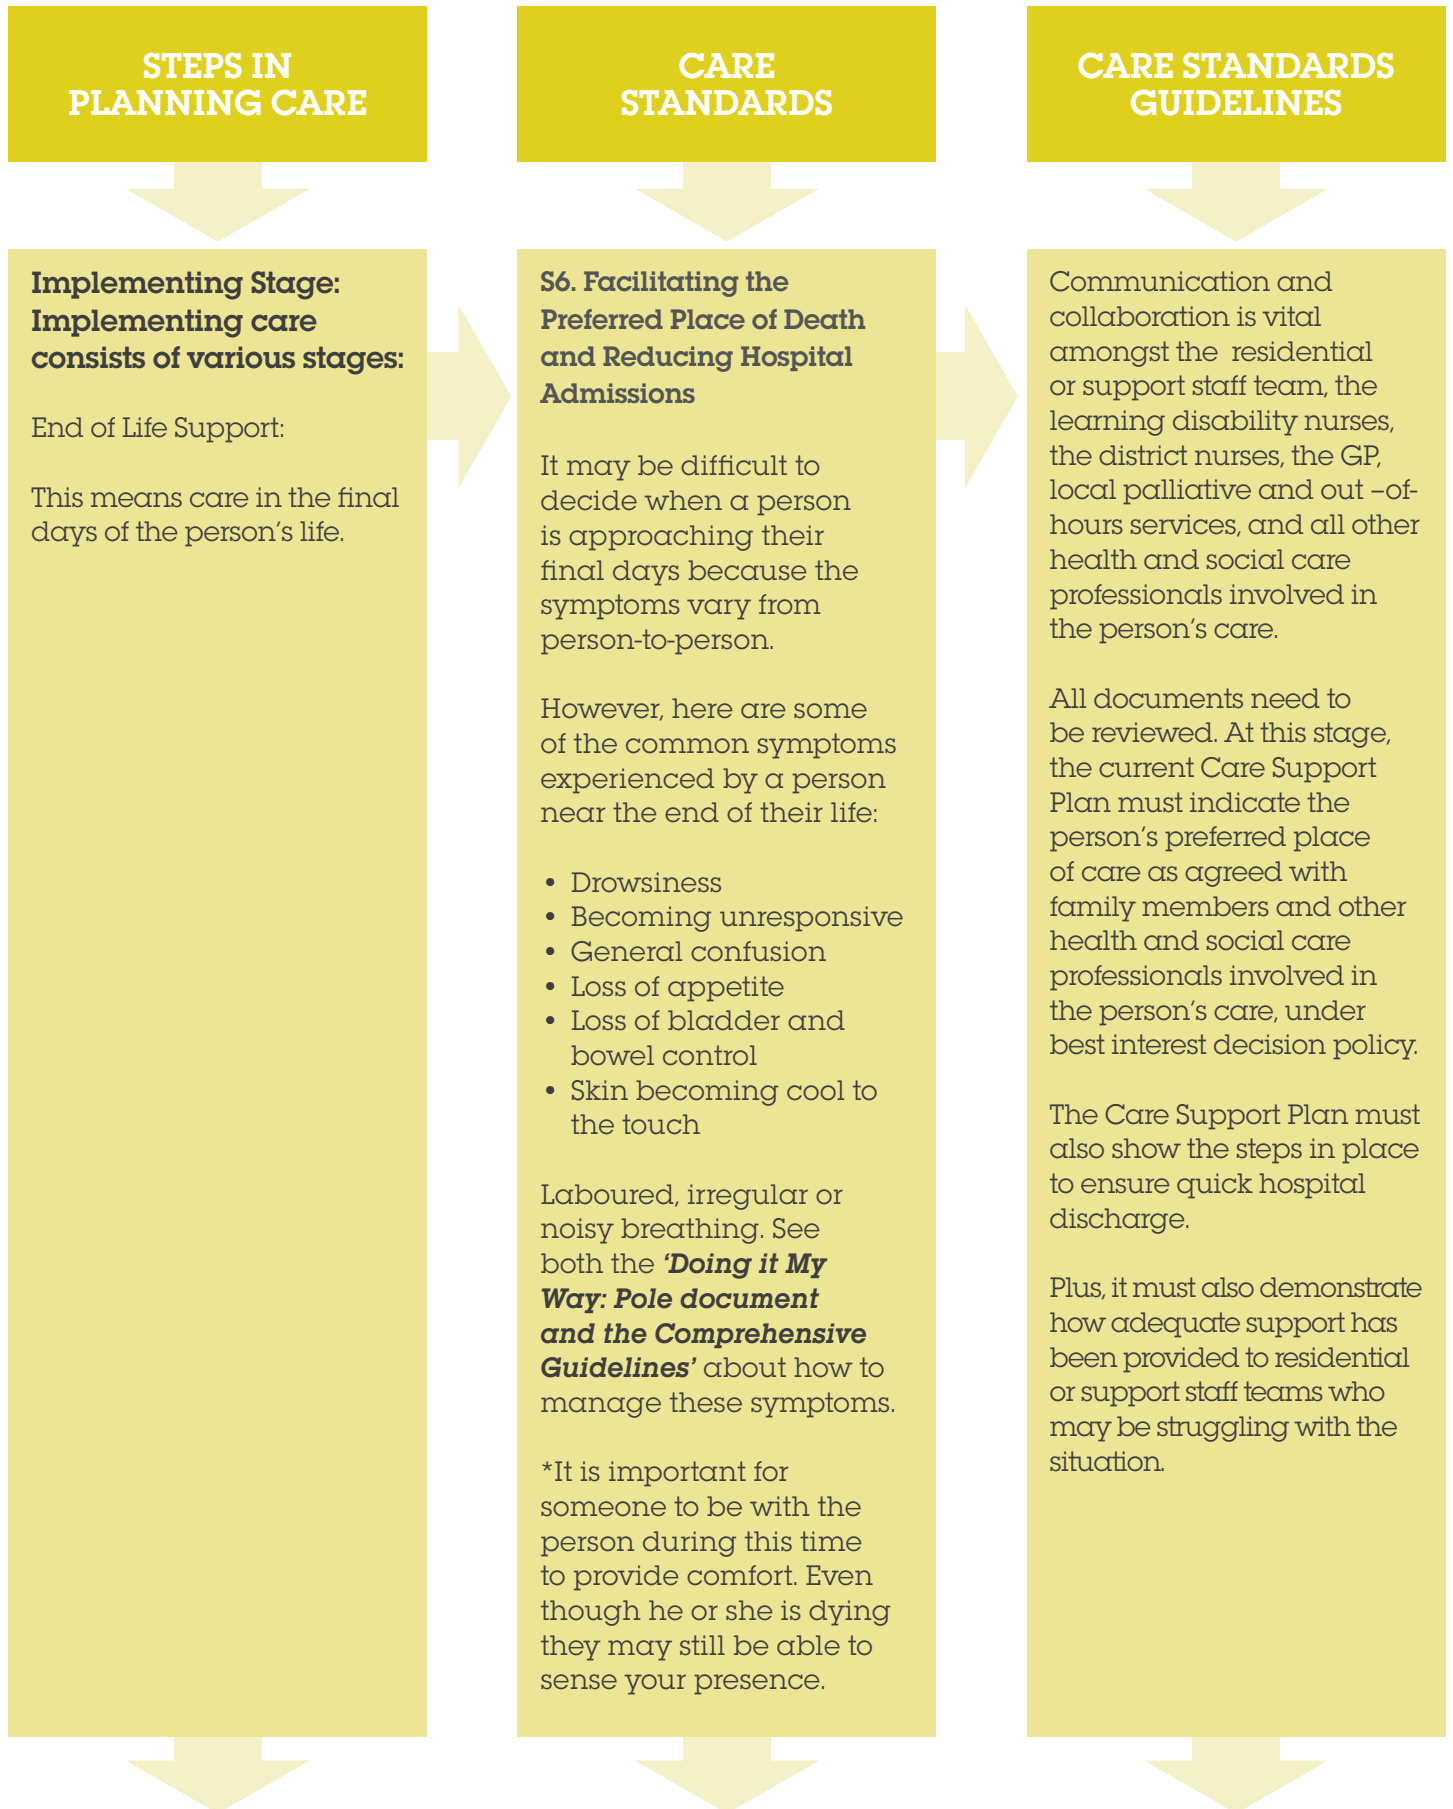 STEPS IN
PLANNING CARE
CARE
STANDARDS
CARE STANDARDS
GUIDELINES
Implementing Stage:
Implementing care
consists of various stages:
End of Life Support:
This means care in the final
days of the person’s life.
S6. Facilitating the
Preferred Place of Death
and Reducing Hospital
Admissions
It may be difficult to
decide when a person
is approaching their
final days because the
symptoms vary from
person-to-person.
However, here are some
of the common symptoms
experienced by a person
near the end of their life:
• Drowsiness
• Becoming unresponsive
• General confusion
• Loss of appetite
• Loss of bladder and
bowel control
• Skin becoming cool to
the touch
Laboured, irregular or
noisy breathing. See
both the ‘Doing it My
Way: Pole document
and the Comprehensive
Guidelines’ about how to
manage these symptoms.
*It is important for
someone to be with the
person during this time
to provide comfort. Even
though he or she is dying
they may still be able to
sense your presence.
Communication and
collaboration is vital
amongst the residential
or support staff team, the
learning disability nurses,
the district nurses, the GP,
local palliative and out –of-
hours services, and all other
health and social care
professionals involved in
the person’s care.
All documents need to
be reviewed. At this stage,
the current Care Support
Plan must indicate the
person’s preferred place
of care as agreed with
family members and other
health and social care
professionals involved in
the person’s care, under
best interest decision policy.
The Care Support Plan must
also show the steps in place
to ensure quick hospital
discharge.
Plus, it must also demonstrate
how adequate support has
been provided to residential
or support staff teams who
may be struggling with the
situation.